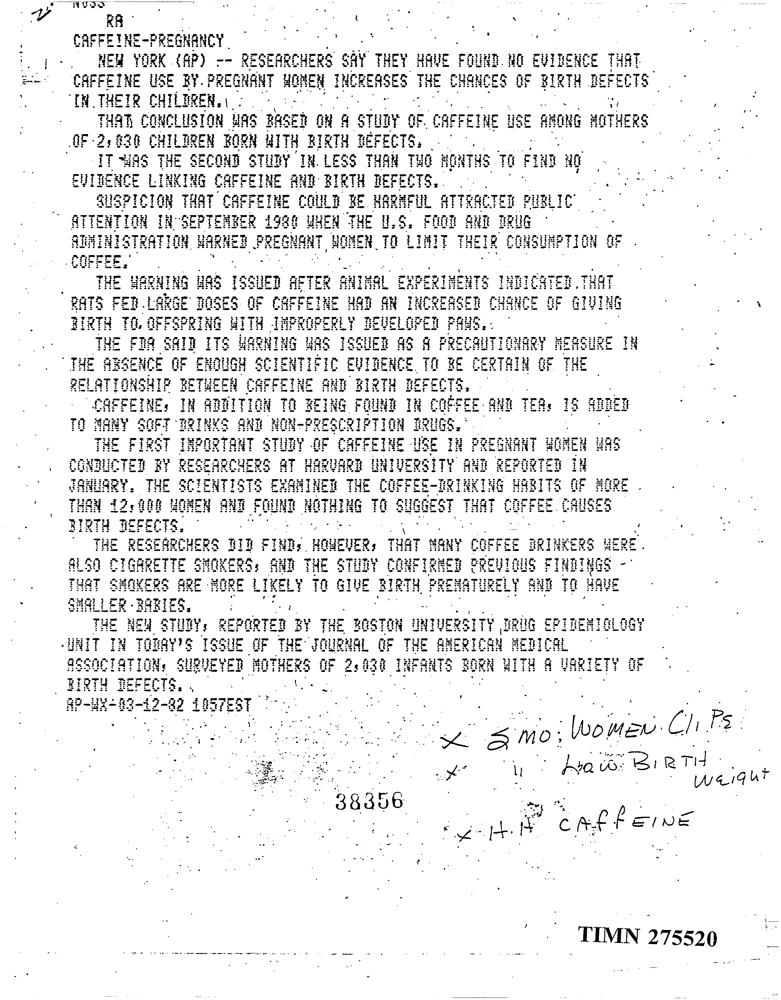 RA
CAFFEINE-PREGNANCY
NEW YORK (AP) -- RESEARCHERS SAY THEY HAVE FOUND NO EVIDENCE THAT
CAFFEINE USE BY PREGNANT WOMEN INCREASES THE CHANCES OF BIRTH DEFECTS
IN THEIR CHILDREN.
THAT CONCLUSION WAS BASED ON A STUDY OF CAFFEINE USE AMONG MOTHERS
OF 2,030 CHILDREN BORN WITH BIRTH DEFECTS.
IT WAS THE SECOND STUDY IN LESS THAN TWO MONTHS TO FIND NO
EVIDENCE LINKING CAFFEINE AND BIRTH DEFECTS.
SUSPICION THAT CAFFEINE COULD BE HARMFUL ATTRACTED PUBLIC
ATTENTION IN SEPTEMBER 1980 WHEN THE U.S. FOOD AND DRUG
ADMINISTRATION WARNED PREGNANT WOMEN TO LIMIT THEIR CONSUMPTION OF
COFFEE.
THE WARNING WAS ISSUED AFTER ANIMAL EXPERIMENTS INDICATED THAT
RATS FED LARGE DOSES OF CAFFEINE HAD AN INCREASED CHANCE OF GIVING
BIRTH TO OFFSPRING WITH IMPROPERLY DEVELOPED PAWS.
THE FDA SAID ITS WARNING WAS ISSUED AS A PRECAUTIONARY MEASURE IN
THE ABSENCE OF ENOUGH SCIENTIFIC EVIDENCE TO BE CERTAIN OF THE
RELATIONSHIP BETWEEN CAFFEINE AND BIRTH DEFECTS.
CAFFEINE, IN ADDITION TO BEING FOUND IN COFFEE AND TEA, IS ADDED
TO MANY SOFT DRINKS AND NON-PRESCRIPTION DRUGS.
THE FIRST IMPORTANT STUDY OF CAFFEINE USE IN PREGNANT WOMEN WAS
CONDUCTED BY RESEARCHERS AT HARVARD UNIVERSITY AND REPORTED IN
JANUARY. THE SCIENTISTS EXAMINED THE COFFEE-DRINKING HABITS OF MORE
THAN 12,000 WOMEN AND FOUND NOTHING TO SUGGEST THAT COFFEE CAUSES
BIRTH DEFECTS.
THE RESEARCHERS DID FIND, HOWEVER, THAT MANY COFFEE DRINKERS WERE
ALSO CIGARETTE SMOKERS, AND THE STUDY CONFIRMED PREVIOUS FINDINGS
THAT SMOKERS ARE MORE LIKELY TO GIVE BIRTH PREMATURELY AND TO HAVE
SMALLER BABIES.
THE NEW STUDY, REPORTED BY THE BOSTON UNIVERSITY DRUG EPIDEMIOLOGY
UNIT IN TODAY'S ISSUE OF THE JOURNAL OF THE AMERICAN MEDICAL
ASSOCIATION, SURVEYED MOTHERS OF 2,030 INFANTS BORN WITH A VARIETY OF
BIRTH DEFECTS.
AP-WX-03-12-82 1057EST
X SMO: WOMEN CliPs
X " Low BIRTH
Weight
38356
X H.H CAffEINE
TIMN 275520